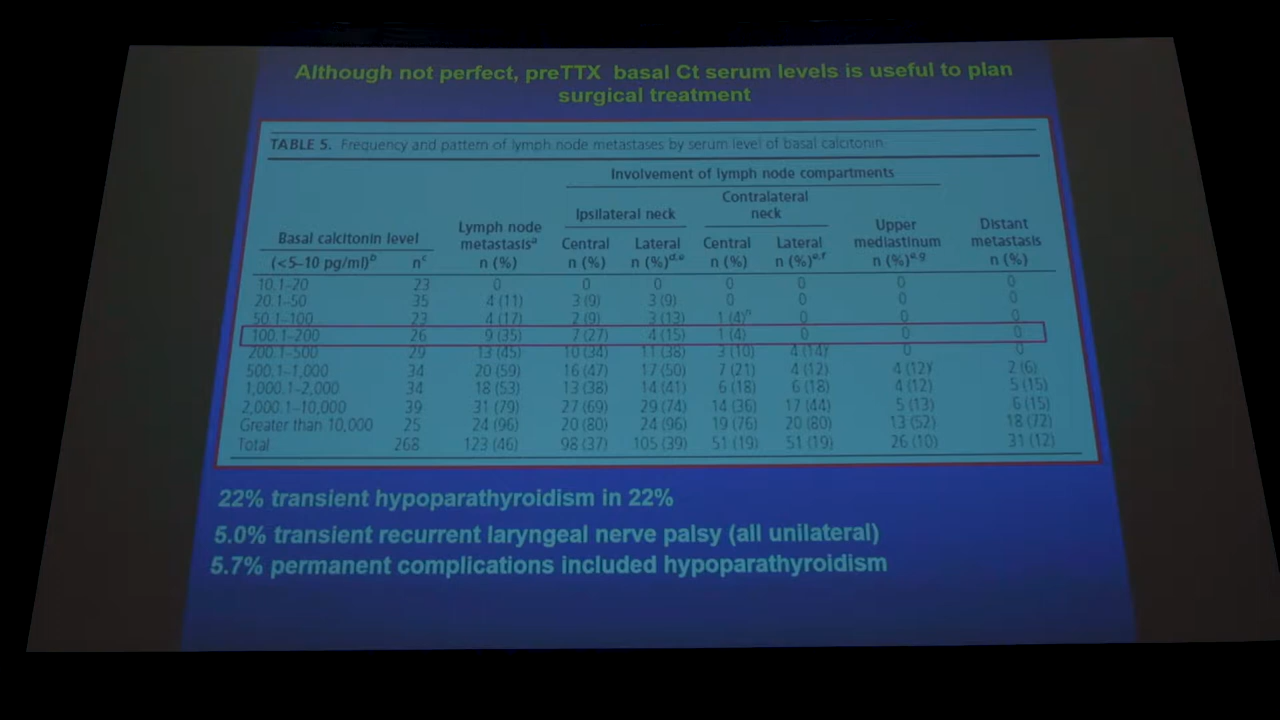 Although not perfect, preTTX basal Ct serum levels is useful to plan
surgical treatment
TABLE 5. Frequency and pattern of lymph node metastases by serum level of basal calcitonin
Involvement of lymph node compartments
Contralateral
Ipsilateral neck neck
Lymph node Upper Distant
Basal calcitonin level metastasisᵃ Central Lateral Central Lateral mediastinum metastasis
(<5–10 pg/ml)ᵇ nᶜ n (%) n (%) n (%)ᵈ,ᵉ n (%) n (%)ᵉ,ᶠ n (%)ᵉ,ᵍ n (%)
10.1–20 23 0 0 0 0 0 0 0
20.1–50 35 4 (11) 3 (9) 3 (9) 0 0 0 0
50.1–100 23 4 (17) 2 (9) 3 (13) 1 (4)ʰ 0 0 0
100.1–200 26 9 (35) 7 (27) 4 (15) 1 (4) 0 0 0
200.1–500 29 13 (45) 10 (34) 11 (38) 3 (10) 4 (14)ⁱ 0 0
500.1–1,000 34 20 (59) 16 (47) 17 (50) 7 (21) 4 (12) 4 (12)ⁱ 2 (6)
1,000.1–2,000 34 18 (53) 13 (38) 14 (41) 6 (18) 6 (18) 4 (12) 5 (15)
2,000.1–10,000 39 31 (79) 27 (69) 29 (74) 14 (36) 17 (44) 5 (13) 6 (15)
Greater than 10,000 25 24 (96) 20 (80) 24 (96) 19 (76) 20 (80) 13 (52) 18 (72)
Total 268 123 (46) 98 (37) 105 (39) 51 (19) 51 (19) 26 (10) 31 (12)
22% transient hypoparathyroidism in 22%
5.0% transient recurrent laryngeal nerve palsy (all unilateral)
5.7% permanent complications included hypoparathyroidism